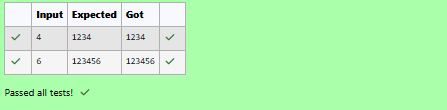 Input Expected Got
4 1234 1234
6 123456 123456
Passed all tests!